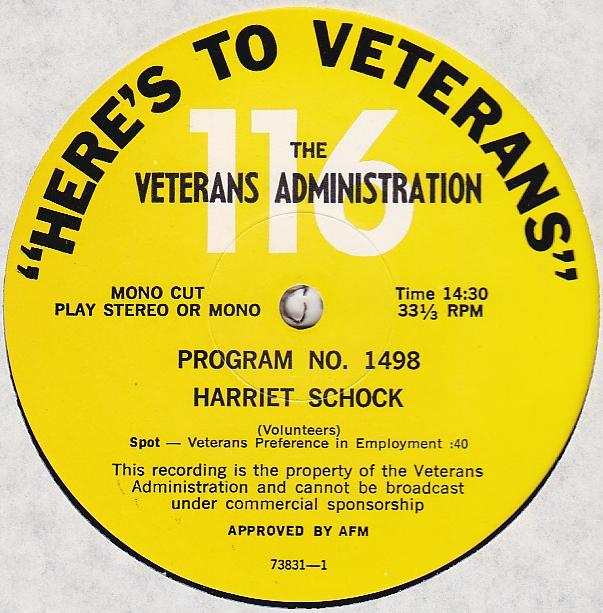 "HERE'S TO VETERANS"
116
THE
VETERANS ADMINISTRATION
MONO CUT
PLAY STEREO OR MONO
Time 14:30
33⅓ RPM
PROGRAM NO. 1498
HARRIET SCHOCK
(Volunteers)
Spot — Veterans Preference in Employment :40
This recording is the property of the Veterans
Administration and cannot be broadcast
under commercial sponsorship
APPROVED BY AFM
73831—1